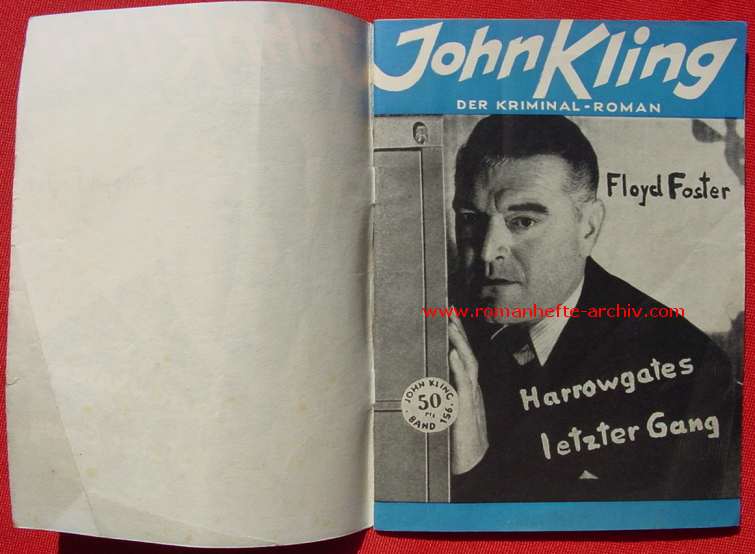 John Kling
DER KRIMINAL-ROMAN
Floyd Foster
www.romanhefte-archiv.com
Harrowgates
letzter Gang
JOHN KLING
50
Pfg
BAND 156